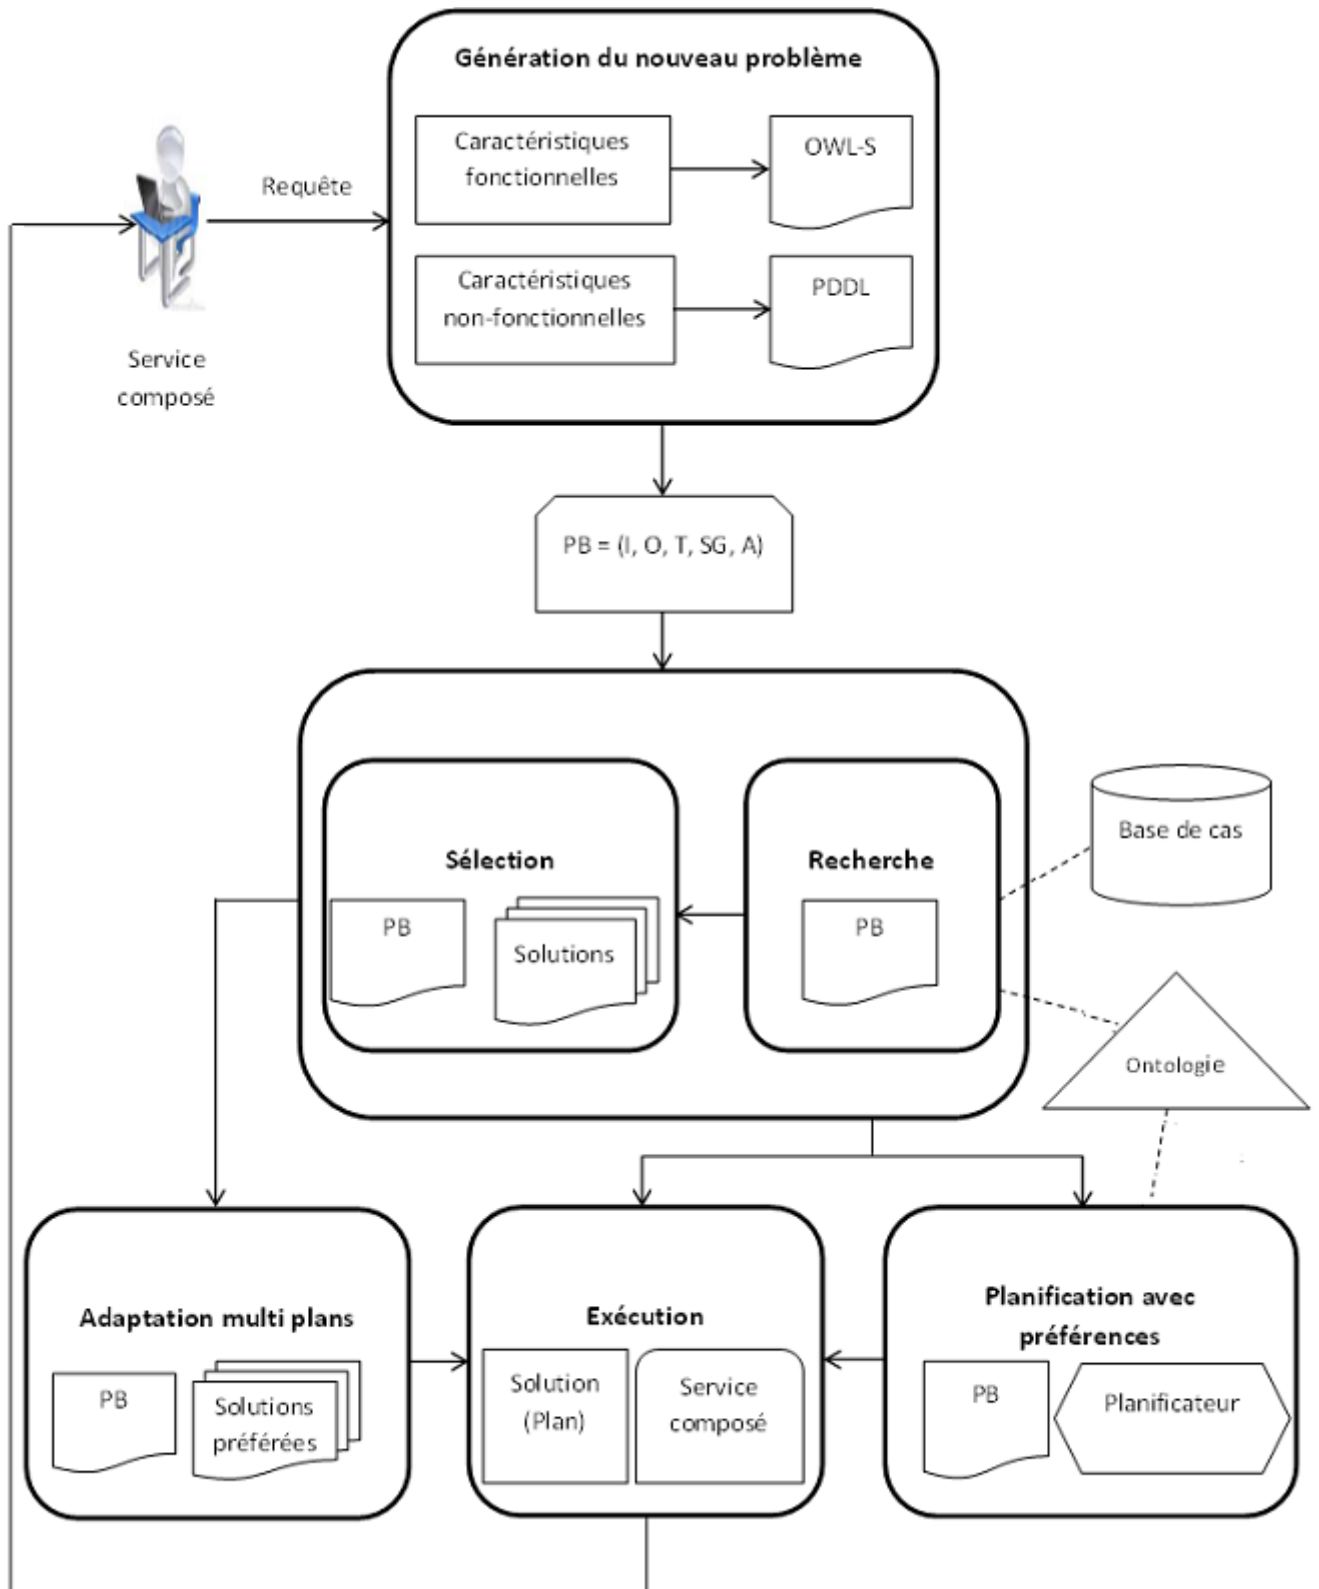 Génération du nouveau problème
Caractéristiques
fonctionnelles
OWL-S
Requête
Caractéristiques
non-fonctionnelles
PDDL
Service
composé
PB = (I, O, T, SG, A)
Sélection
PB
Solutions
Recherche
PB
Base de cas
Ontologie
Adaptation multi plans
PB
Solutions
préférées
Exécution
Solution
(Plan)
Service
composé
Planification avec
préférences
PB
Planificateur